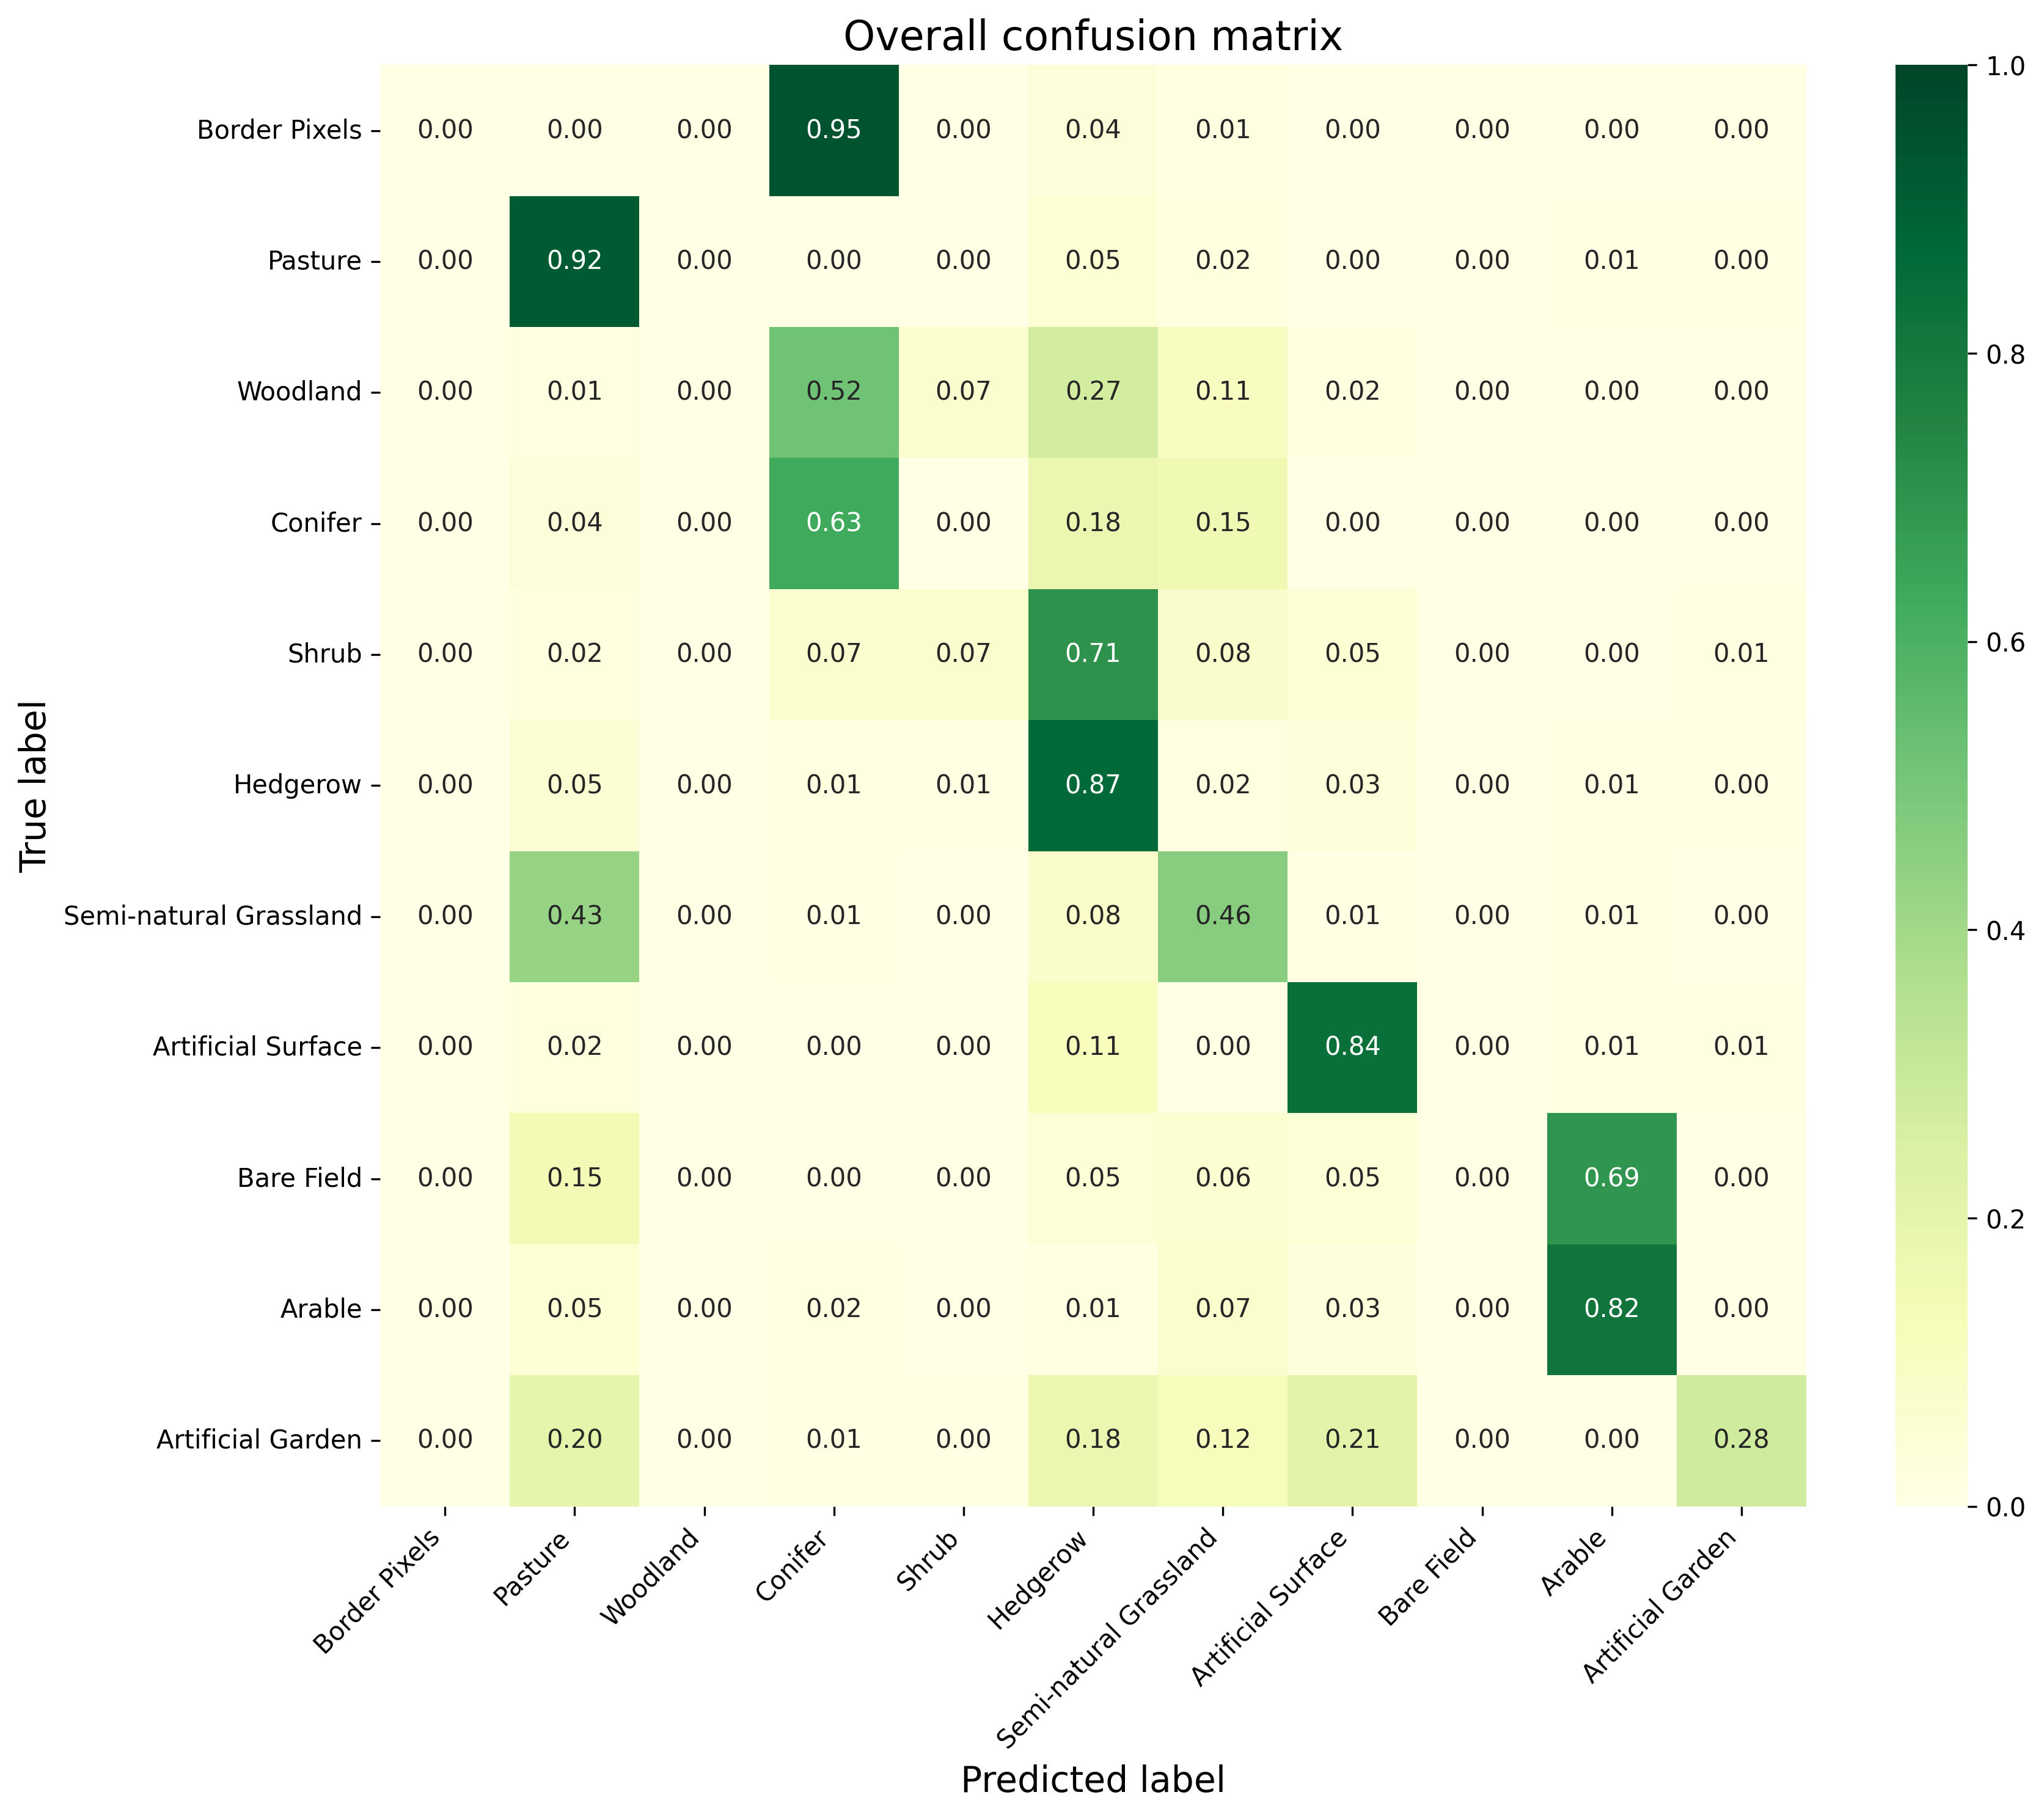 Overall confusion matrix
True label
Border Pixels 0.00 0.00 0.00 0.95 0.00 0.04 0.01 0.00 0.00 0.00 0.00
Pasture 0.00 0.92 0.00 0.00 0.00 0.05 0.02 0.00 0.00 0.01 0.00
Woodland 0.00 0.01 0.00 0.52 0.07 0.27 0.11 0.02 0.00 0.00 0.00
Conifer 0.00 0.04 0.00 0.63 0.00 0.18 0.15 0.00 0.00 0.00 0.00
Shrub 0.00 0.02 0.00 0.07 0.07 0.71 0.08 0.05 0.00 0.00 0.01
Hedgerow 0.00 0.05 0.00 0.01 0.01 0.87 0.02 0.03 0.00 0.01 0.00
Semi-natural Grassland 0.00 0.43 0.00 0.01 0.00 0.08 0.46 0.01 0.00 0.01 0.00
Artificial Surface 0.00 0.02 0.00 0.00 0.00 0.11 0.00 0.84 0.00 0.01 0.01
Bare Field 0.00 0.15 0.00 0.00 0.00 0.05 0.06 0.05 0.00 0.69 0.00
Arable 0.00 0.05 0.00 0.02 0.00 0.01 0.07 0.03 0.00 0.82 0.00
Artificial Garden 0.00 0.20 0.00 0.01 0.00 0.18 0.12 0.21 0.00 0.00 0.28
Border Pixels
Pasture
Woodland
Conifer
Shrub
Hedgerow
Semi-natural Grassland
Artificial Surface
Bare Field
Arable
Artificial Garden
Predicted label
1.0
0.8
0.6
0.4
0.2
0.0